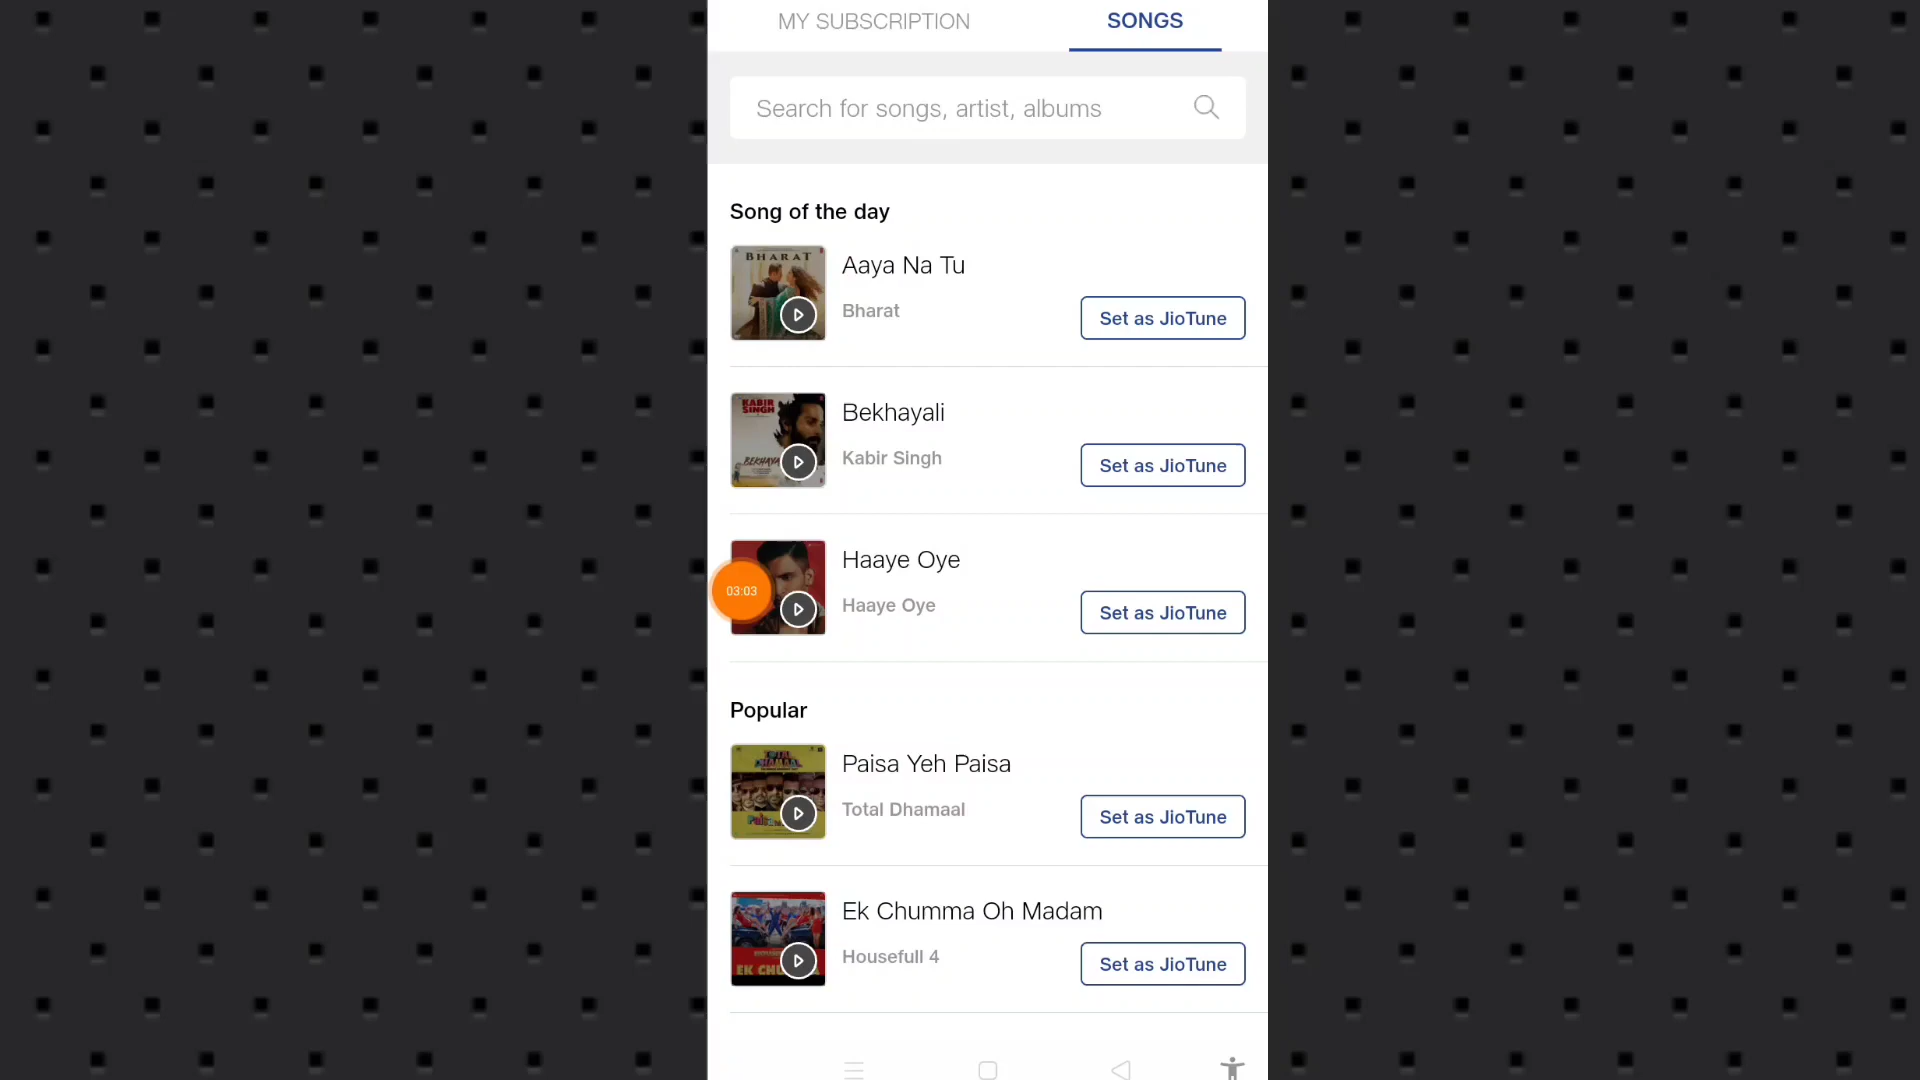 MY SUBSCRIPTION
SONGS
Search for songs, artist, albums
Song of the day
BHARAT
Aaya Na Tu
Bharat
Set as JioTune
KABIR
SINGH
Bekhayali
Kabir Singh
Set as JioTune
Haaye Oye
03:03
Haaye Oye
Set as JioTune
Popular
TOTAL
DHAMAAL
Paisa Yeh Paisa
Total Dhamaal
Set as JioTune
Ek Chumma Oh Madam
Housefull 4
EK
Set as JioTune